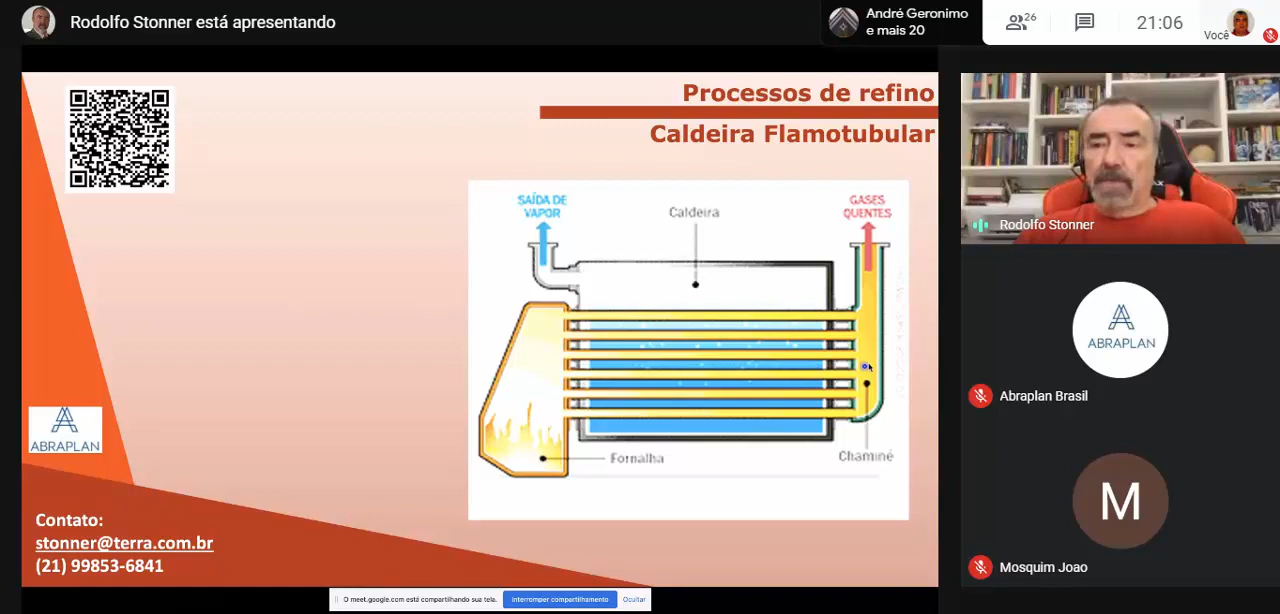 Rodolfo Stonner está apresentando
André Geronimo
e mais 20
26
21:06
Você
Processos de refino
Caldeira Flamotubular
SAÍDA DE
VAPOR
Caldeira
GASES
QUENTES
Fornalha
Chaminé
ABRAPLAN
Contato:
stonner@terra.com.br
(21) 99853-6841
Rodolfo Stonner
ABRAPLAN
Abraplan Brasil
M
Mosquim Joao
O meet.google.com está compartilhando sua tela.
Interromper compartilhamento
Ocultar